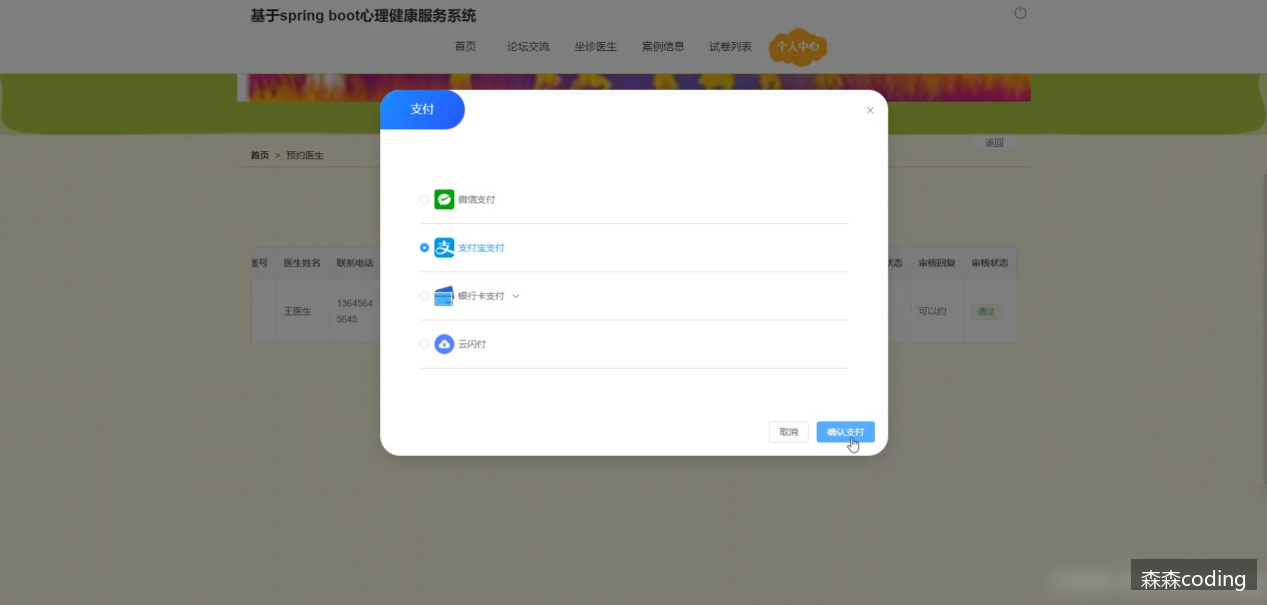 基于spring boot心理健康服务系统
首页 论坛交流 坐诊医生 案例信息 试卷列表 个人中心
支付
×
首页 > 预约医生
返回
微信支付
支付宝支付
银行卡支付
云闪付
账号 医生姓名 联系电话 状态 审核回复 审核状态
王医生 1364564 可以约 通过
5645
取消 确认支付
森森coding